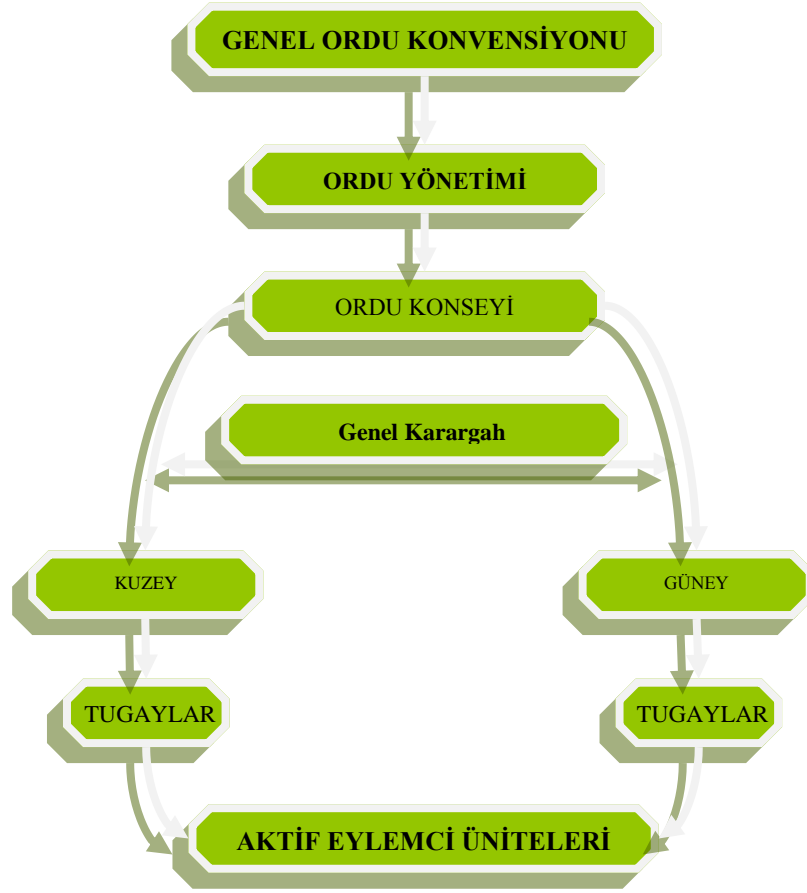 GENEL ORDU KONVENSİYONU
ORDU YÖNETİMİ
ORDU KONSEYİ
Genel Karargah
KUZEY
GÜNEY
TUGAYLAR
TUGAYLAR
AKTİF EYLEMCİ ÜNİTELERİ